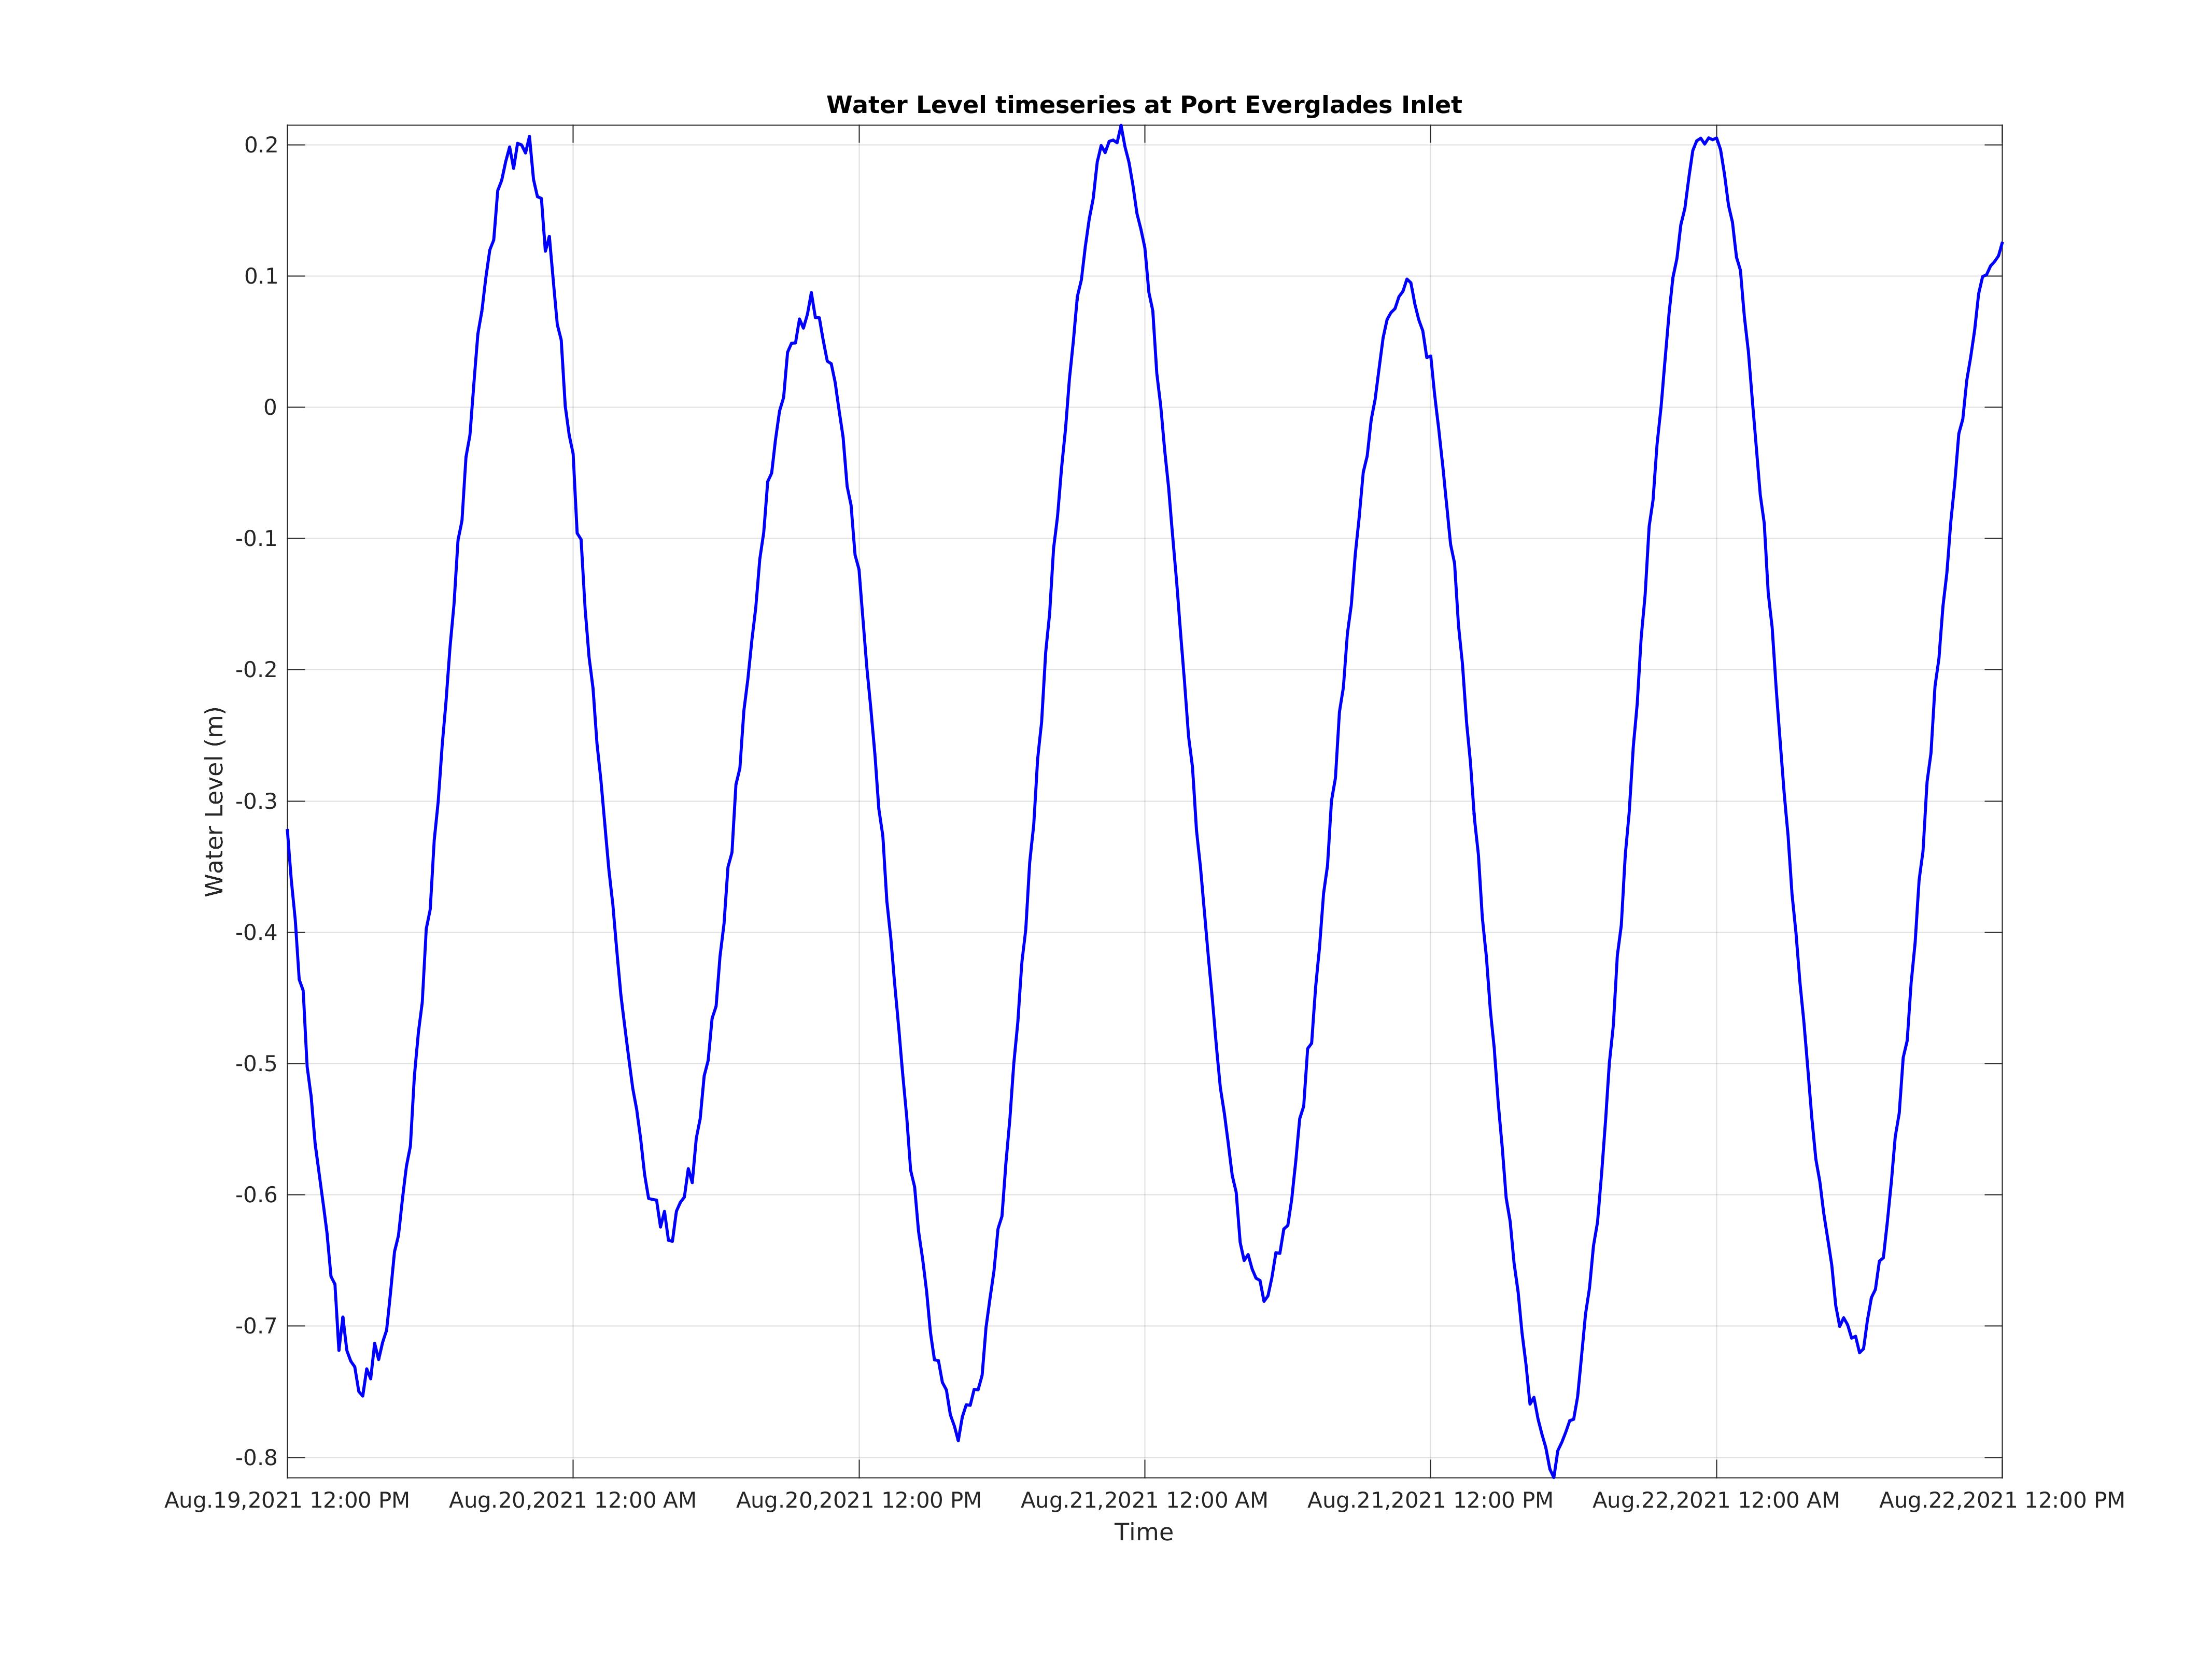 Water Level timeseries at Port Everglades Inlet
0.2
0.1
0
-0.1
-0.2
-0.3
-0.4
-0.5
-0.6
-0.7
-0.8
Water Level (m)
Aug.19,2021 12:00 PM Aug.20,2021 12:00 AM Aug.20,2021 12:00 PM Aug.21,2021 12:00 AM Aug.21,2021 12:00 PM Aug.22,2021 12:00 AM Aug.22,2021 12:00 PM
Time